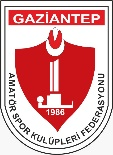 GAZİANTEP
1986
AMATÖR SPOR KULÜPLERİ FEDERASYONU